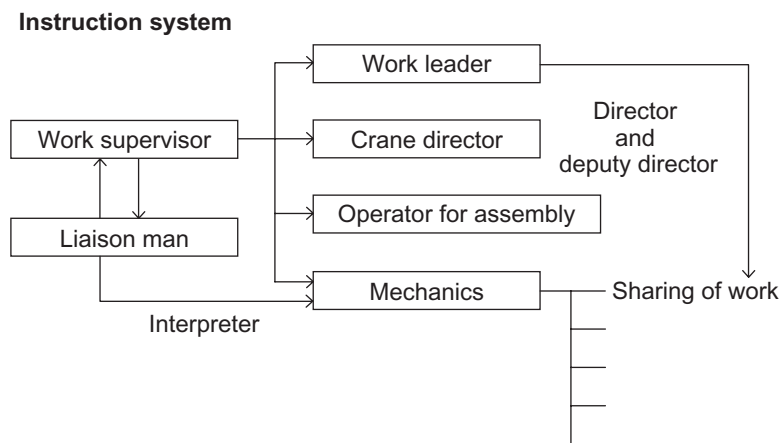 Instruction system
Work leader
Director
and
deputy director
Work supervisor
Crane director
Operator for assembly
Liaison man
Mechanics
Sharing of work
Interpreter